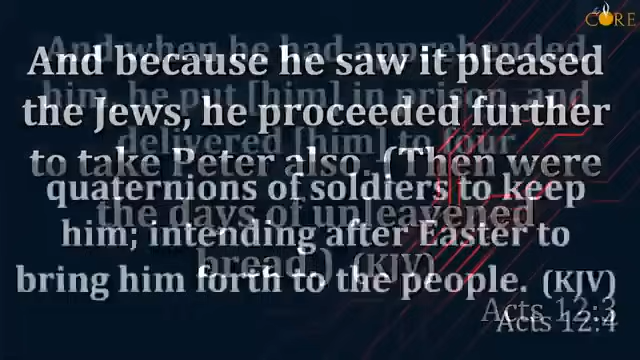 CORE
And because he saw it pleased
the Jews, he proceeded further
to take Peter also. (Then were
the days of unleavened
bread.) (KJV)
Acts 12:3
And when he had apprehended
him, he put [him] in prison, and
delivered [him] to four
quaternions of soldiers to keep
him; intending after Easter to
bring him forth to the people. (KJV)
Acts 12:4